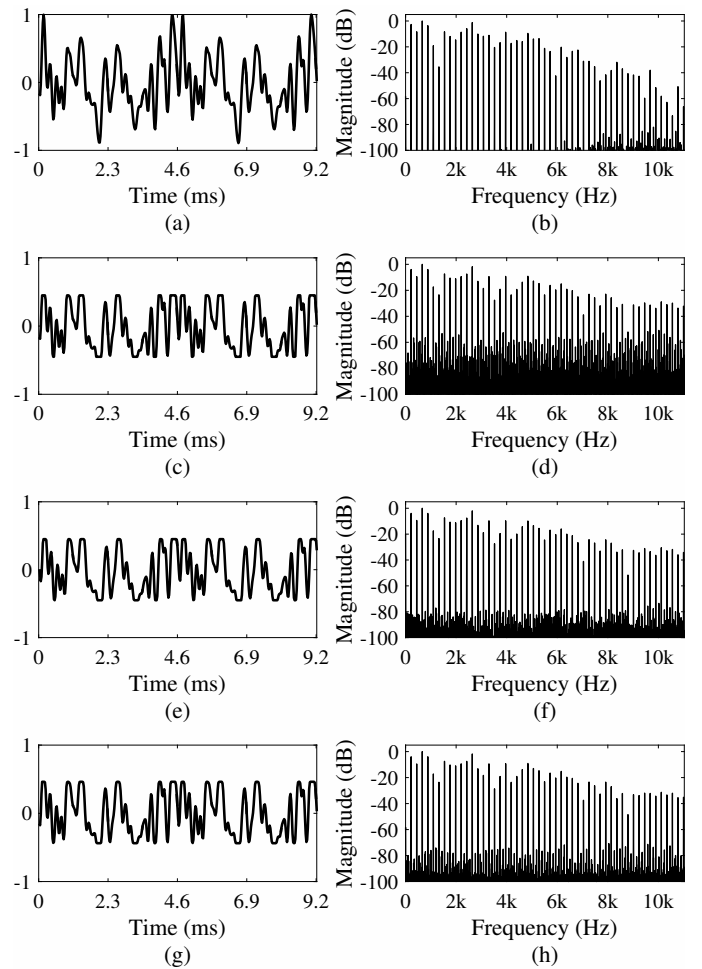 1
0
-1
0 2.3 4.6 6.9 9.2
Time (ms)
(a)
Magnitude (dB)
0
-20
-40
-60
-80
-100
0 2k 4k 6k 8k 10k
Frequency (Hz)
(b)
1
0
-1
0 2.3 4.6 6.9 9.2
Time (ms)
(c)
Magnitude (dB)
0
-20
-40
-60
-80
-100
0 2k 4k 6k 8k 10k
Frequency (Hz)
(d)
1
0
-1
0 2.3 4.6 6.9 9.2
Time (ms)
(e)
Magnitude (dB)
0
-20
-40
-60
-80
-100
0 2k 4k 6k 8k 10k
Frequency (Hz)
(f)
1
0
-1
0 2.3 4.6 6.9 9.2
Time (ms)
(g)
Magnitude (dB)
0
-20
-40
-60
-80
-100
0 2k 4k 6k 8k 10k
Frequency (Hz)
(h)